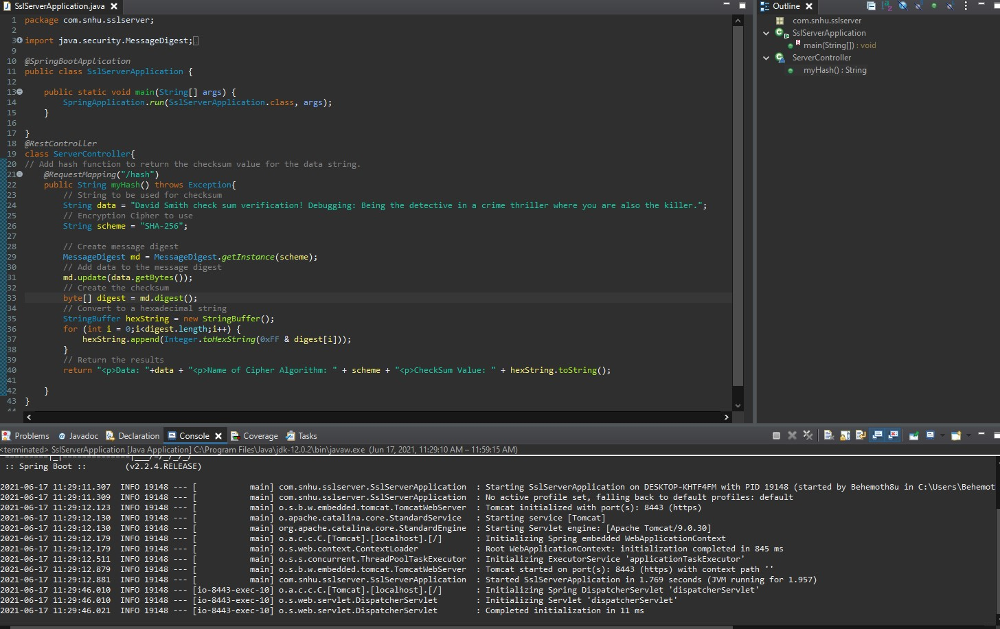 SslServerApplication.java
1 package com.snhu.sslserver;
2
3 import java.security.MessageDigest;
9
10 @SpringBootApplication
11 public class SslServerApplication {
12
13 public static void main(String[] args) {
14 SpringApplication.run(SslServerApplication.class, args);
15 }
16
17 }
18 @RestController
19 class ServerController{
20 // Add hash function to return the checksum value for the data string.
21 @RequestMapping("/hash")
22 public String myHash() throws Exception{
23 // String to be used for checksum
24 String data = "David Smith check sum verification! Debugging: Being the detective in a crime thriller where you are also the killer.";
25 // Encryption Cipher to use
26 String scheme = "SHA-256";
27
28 // Create message digest
29 MessageDigest md = MessageDigest.getInstance(scheme);
30 // Add data to the message digest
31 md.update(data.getBytes());
32 // Create the checksum
33 byte[] digest = md.digest();
34 // Convert to a hexadecimal string
35 StringBuffer hexString = new StringBuffer();
36 for (int i = 0;i<digest.length;i++) {
37 hexString.append(Integer.toHexString(0xFF & digest[i]));
38 }
39 // Return the results
40 return "<p>Data: "+data + "<p>Name of Cipher Algorithm: " + scheme + "<p>CheckSum Value: " + hexString.toString();
41
42 }
43 }
44
Outline
com.snhu.sslserver
SslServerApplication
main(String[]) : void
ServerController
myHash() : String
Problems Javadoc Declaration Console Coverage Tasks
<terminated> SslServerApplication [Java Application] C:\Program Files\Java\jdk-12.0.2\bin\javaw.exe (Jun 17, 2021, 11:29:10 AM – 11:59:15 AM)
=========|_|==============|___/=/_/_/_/
:: Spring Boot :: (v2.2.4.RELEASE)
2021-06-17 11:29:11.307 INFO 19148 --- [ main] com.snhu.sslserver.SslServerApplication : Starting SslServerApplication on DESKTOP-KHTF4FM with PID 19148 (started by Behemoth8u in C:\Users\Behemot
2021-06-17 11:29:11.309 INFO 19148 --- [ main] com.snhu.sslserver.SslServerApplication : No active profile set, falling back to default profiles: default
2021-06-17 11:29:12.123 INFO 19148 --- [ main] o.s.b.w.embedded.tomcat.TomcatWebServer : Tomcat initialized with port(s): 8443 (https)
2021-06-17 11:29:12.130 INFO 19148 --- [ main] o.apache.catalina.core.StandardService : Starting service [Tomcat]
2021-06-17 11:29:12.130 INFO 19148 --- [ main] org.apache.catalina.core.StandardEngine : Starting Servlet engine: [Apache Tomcat/9.0.30]
2021-06-17 11:29:12.179 INFO 19148 --- [ main] o.a.c.c.C.[Tomcat].[localhost].[/] : Initializing Spring embedded WebApplicationContext
2021-06-17 11:29:12.179 INFO 19148 --- [ main] o.s.web.context.ContextLoader : Root WebApplicationContext: initialization completed in 845 ms
2021-06-17 11:29:12.511 INFO 19148 --- [ main] o.s.s.concurrent.ThreadPoolTaskExecutor : Initializing ExecutorService 'applicationTaskExecutor'
2021-06-17 11:29:12.879 INFO 19148 --- [ main] o.s.b.w.embedded.tomcat.TomcatWebServer : Tomcat started on port(s): 8443 (https) with context path ''
2021-06-17 11:29:12.881 INFO 19148 --- [ main] com.snhu.sslserver.SslServerApplication : Started SslServerApplication in 1.769 seconds (JVM running for 1.957)
2021-06-17 11:29:46.010 INFO 19148 --- [io-8443-exec-10] o.a.c.c.C.[Tomcat].[localhost].[/] : Initializing Spring DispatcherServlet 'dispatcherServlet'
2021-06-17 11:29:46.010 INFO 19148 --- [io-8443-exec-10] o.s.web.servlet.DispatcherServlet : Initializing Servlet 'dispatcherServlet'
2021-06-17 11:29:46.021 INFO 19148 --- [io-8443-exec-10] o.s.web.servlet.DispatcherServlet : Completed initialization in 11 ms